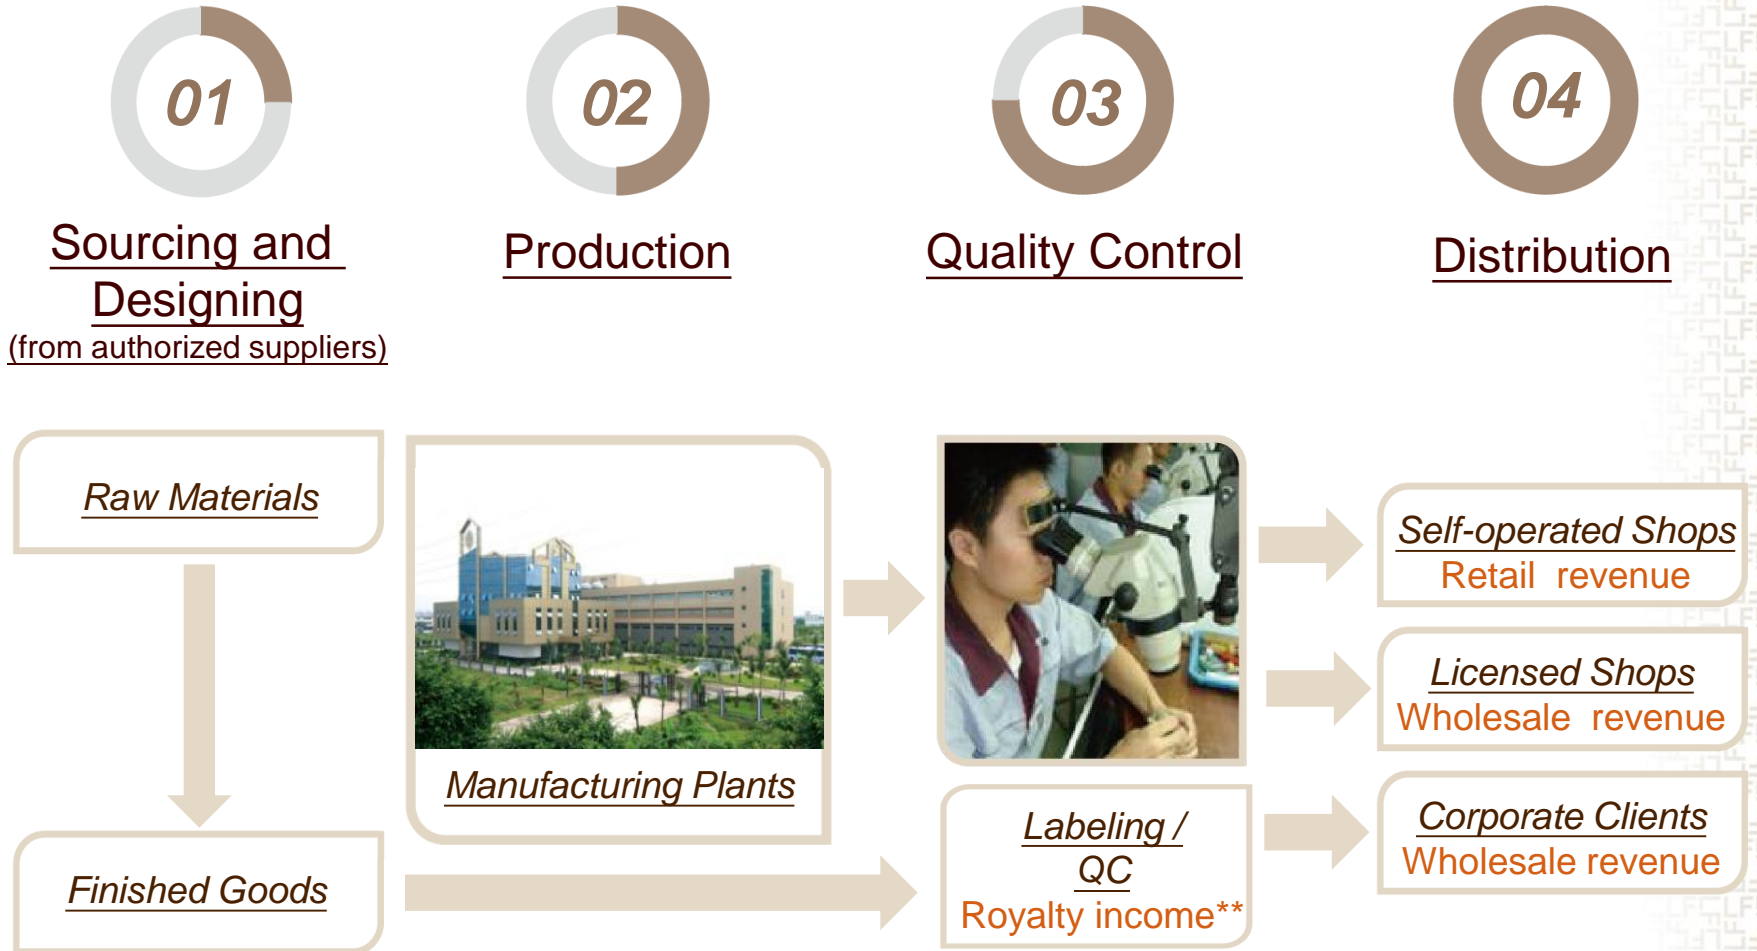 01
02
03
04
Sourcing and
Designing
(from authorized suppliers)
Production
Quality Control
Distribution
Raw Materials
Finished Goods
Manufacturing Plants
Labeling /
QC
Royalty income**
Self-operated Shops
Retail revenue
Licensed Shops
Wholesale revenue
Corporate Clients
Wholesale revenue